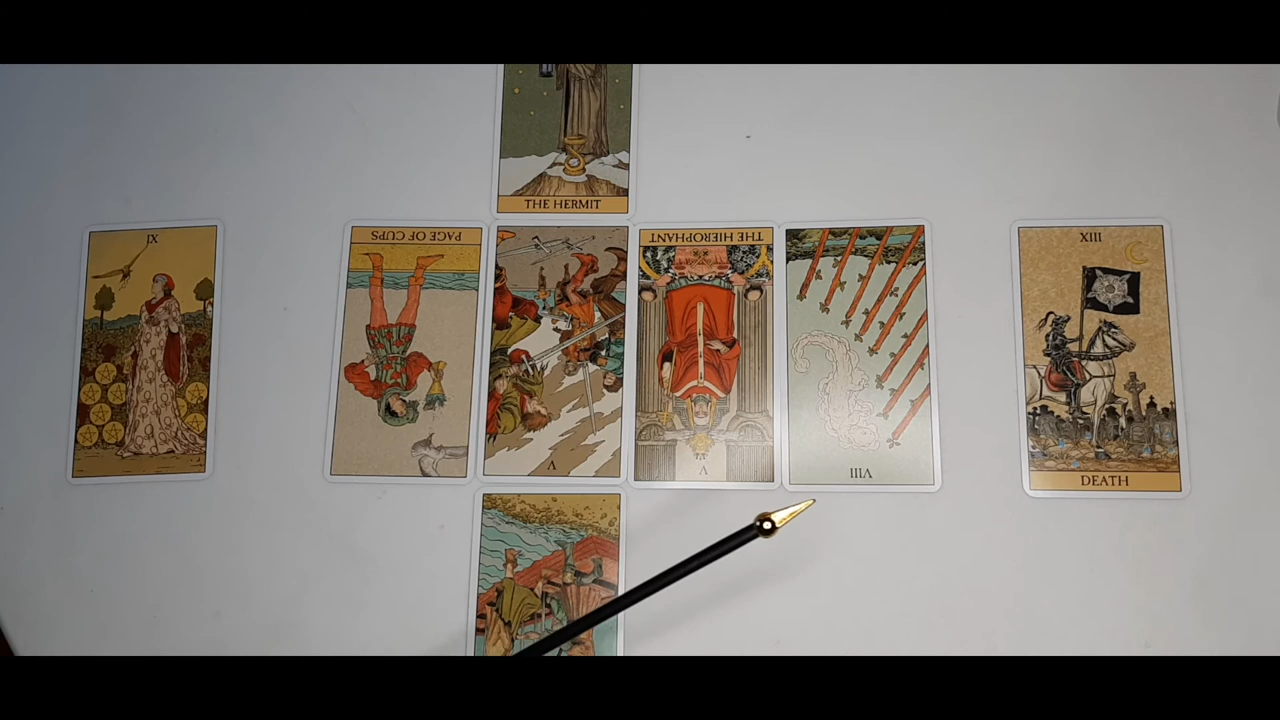 THE HERMIT
IX
PAGE OF CUPS
THE HIEROPHANT
XIII
V
V
VIII
DEATH